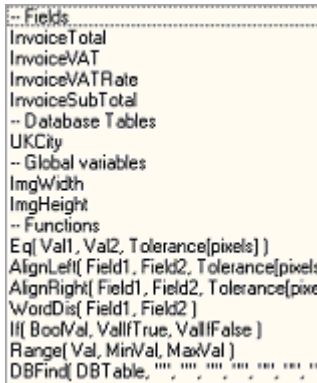 -- Fields
InvoiceTotal
InvoiceVAT
InvoiceVATRate
InvoiceSubTotal
-- Database Tables
UKCity
-- Global variables
ImgWidth
ImgHeight
-- Functions
Eq( Val1, Val2, Tolerance[pixels] )
AlignLeft( Field1, Field2, Tolerance[pixels
AlignRight( Field1, Field2, Tolerance[pixe
WordDis( Field1, Field2 )
If( BoolVal, ValIfTrue, ValIfFalse )
Range( Val, MinVal, MaxVal )
DBFind( DBTable, "", "", "", "", "", "